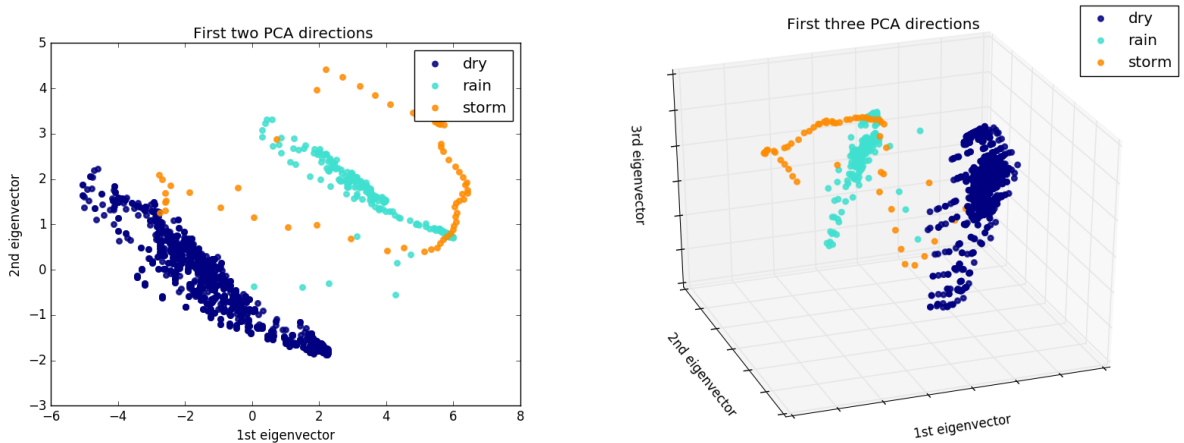 First two PCA directions
dry
rain
storm
5
4
3
2
1
0
−1
−2
−3
2nd eigenvector
−6
−4
−2
0
2
4
6
8
1st eigenvector
First three PCA directions
dry
rain
storm
3rd eigenvector
2nd eigenvector
1st eigenvector